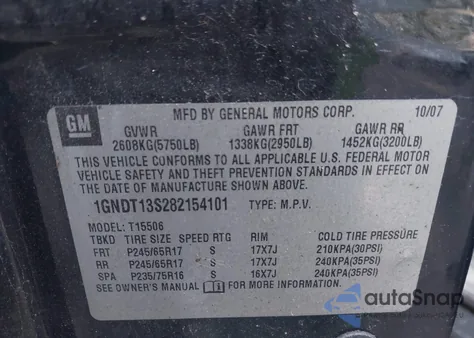 GM
MFD BY GENERAL MOTORS CORP. 10/07
GVWR GAWR FRT GAWR RR
2608KG(5750LB) 1338KG(2950LB) 1452KG(3200LB)
THIS VEHICLE CONFORMS TO ALL APPLICABLE U.S. FEDERAL MOTOR
VEHICLE SAFETY AND THEFT PREVENTION STANDARDS IN EFFECT ON THE
DATE OF MANUFACTURE SHOWN ABOVE.
1GNDT13S282154101 TYPE: M.P.V.
MODEL: T15506
TBKD TIRE SIZE SPEED RTG RIM COLD TIRE PRESSURE
FRT P245/65R17 S 17X7J 210KPA(30PSI)
RR P245/65R17 S 17X7J 240KPA(35PSI)
SPA P235/75R16 S 16X7J 240KPA(35PSI)
SEE OWNER'S MANUAL FOR MORE INFORMATION.
autoSnap